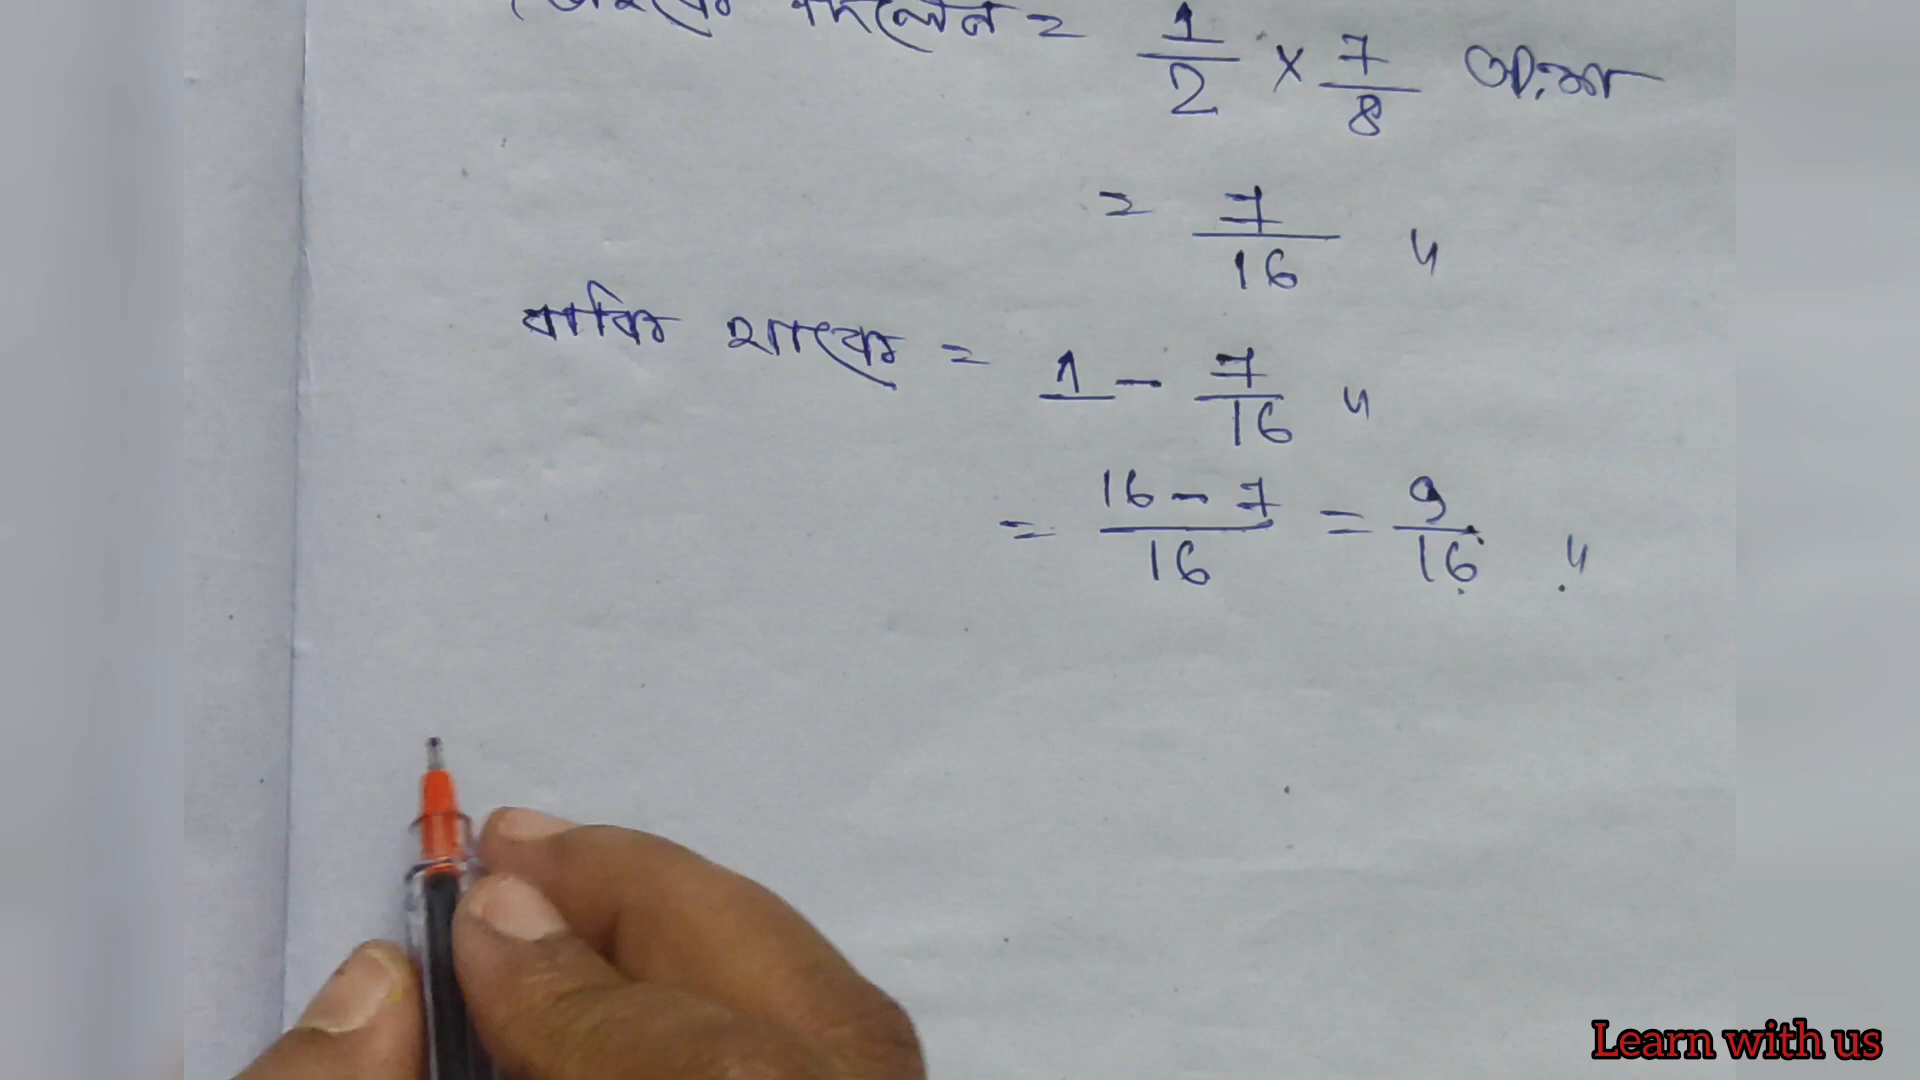 দিলেন = 1/2 × 7/8 অংশ
= 7/16 "
বাকি থাকে = 1 - 7/16 "
= 16 - 7/16 = 9/16 "
Learn with us